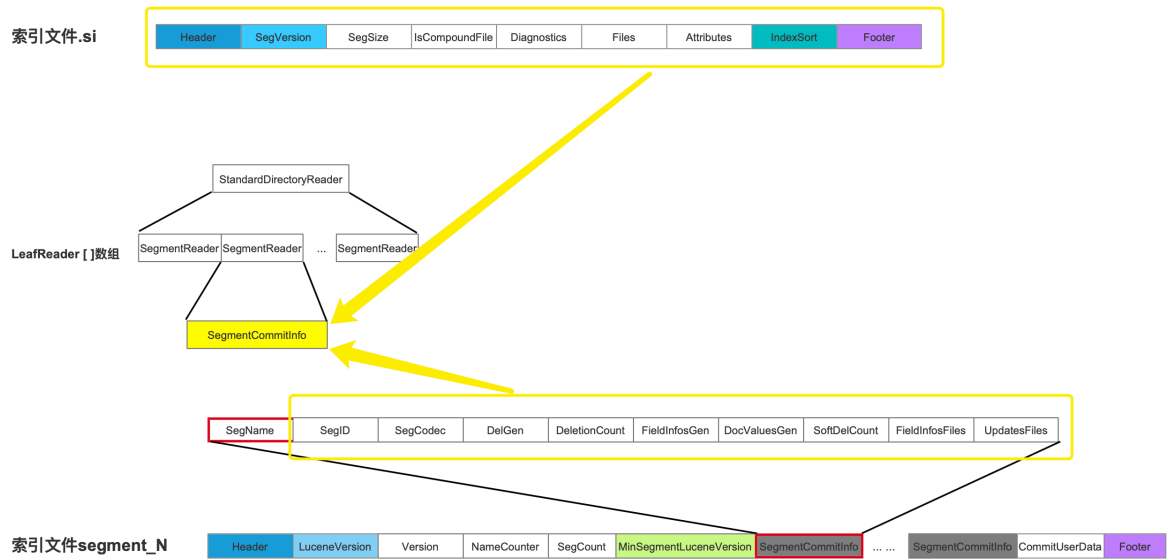 索引文件.si
Header SegVersion SegSize IsCompoundFile Diagnostics Files Attributes IndexSort Footer
StandardDirectoryReader
LeafReader [ ]数组
SegmentReader SegmentReader ... SegmentReader
SegmentCommitInfo
SegName SegID SegCodec DelGen DeletionCount FieldInfosGen DocValuesGen SoftDelCount FieldInfosFiles UpdatesFiles
索引文件segment_N
Header LuceneVersion Version NameCounter SegCount MinSegmentLuceneVersion SegmentCommitInfo ... ... SegmentCommitInfo CommitUserData Footer